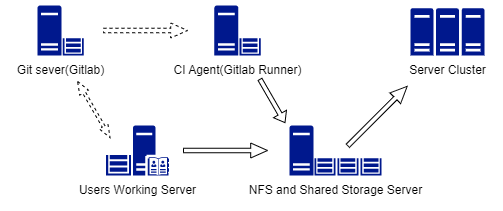 Git sever(Gitlab)
CI Agent(Gitlab Runner)
Server Cluster
Users Working Server
NFS and Shared Storage Server